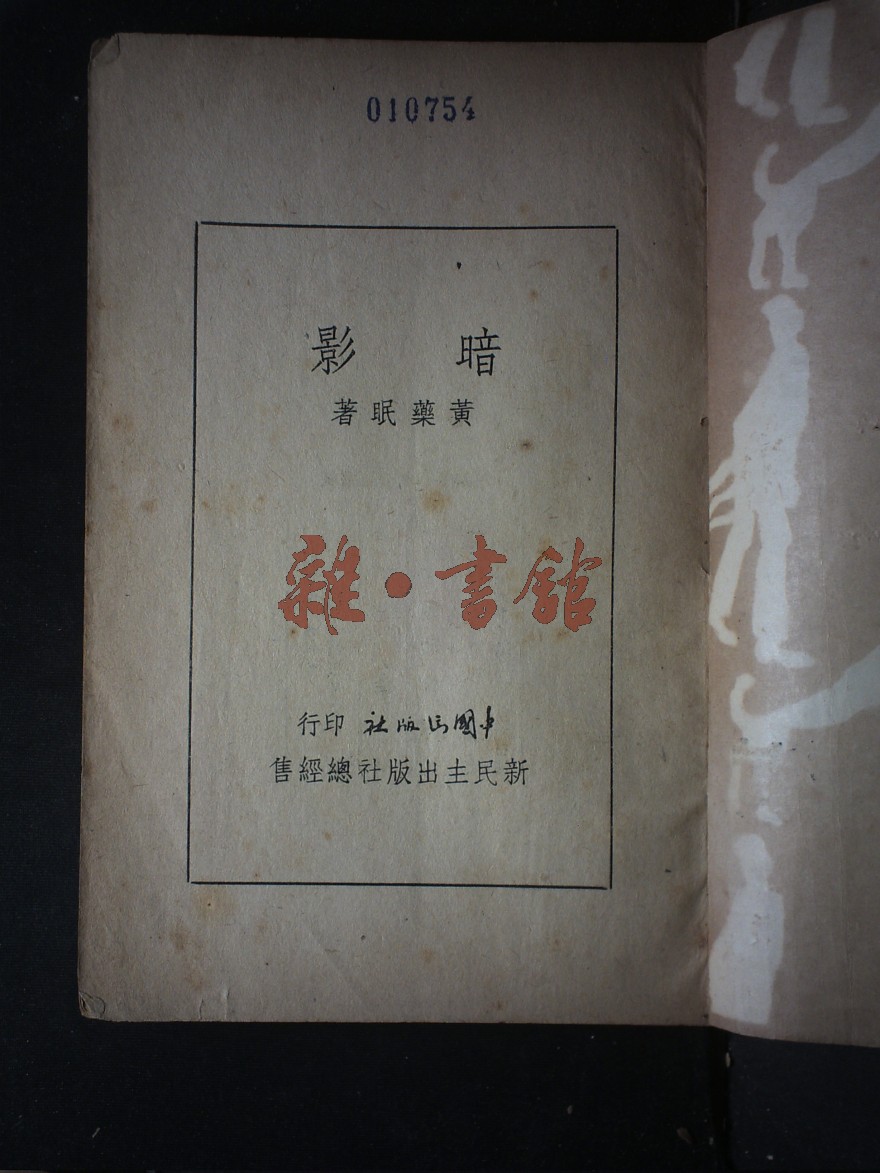 010754
暗影
黃藥眠著
雜·書館
中國出版社 印行
新民主出版社總經售